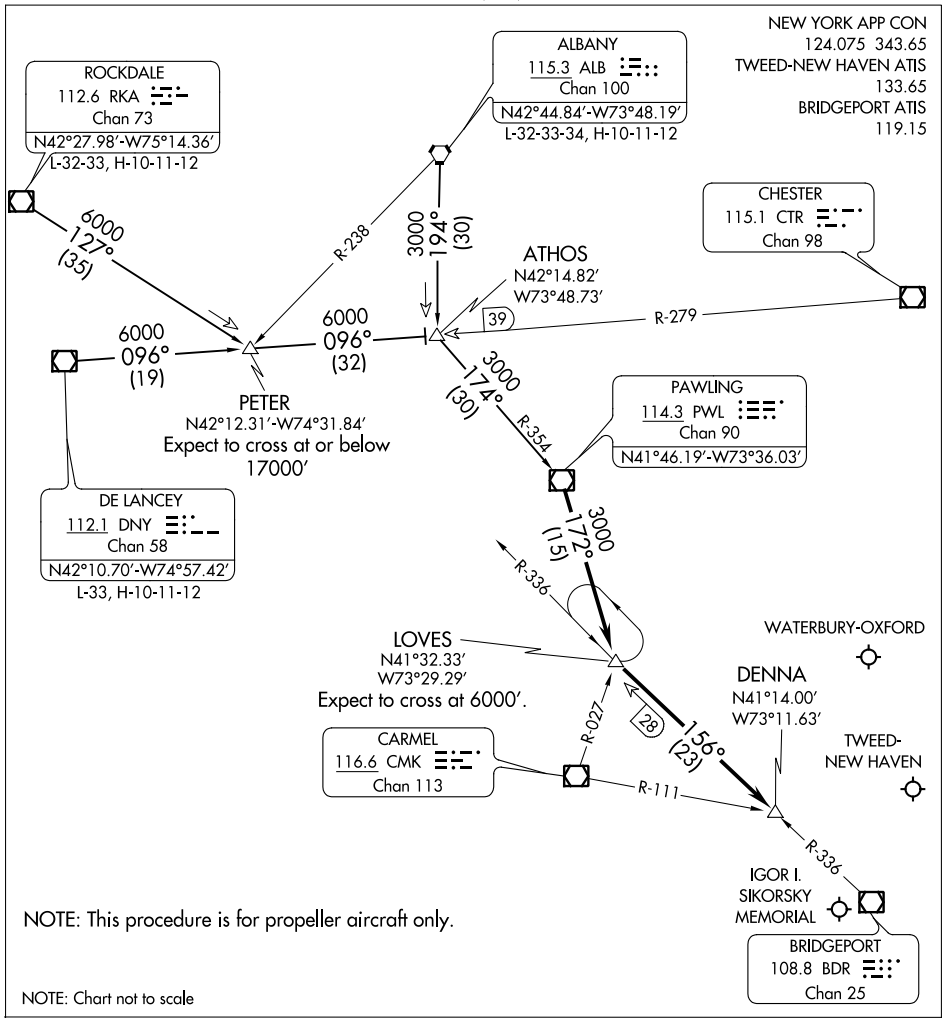 NEW YORK APP CON
124.075 343.65
TWEED-NEW HAVEN ATIS
133.65
BRIDGEPORT ATIS
119.15
ALBANY
115.3 ALB
Chan 100
N42°44.84'-W73°48.19'
L-32-33-34, H-10-11-12
ROCKDALE
112.6 RKA
Chan 73
N42°27.98'-W75°14.36'
L-32-33, H-10-11-12
CHESTER
115.1 CTR
Chan 98
6000
127°
(35)
R-238
3000
194°
(30)
ATHOS
N42°14.82'
W73°48.73'
39
R-279
6000
096°
(19)
6000
096°
(32)
PETER
N42°12.31'-W74°31.84'
Expect to cross at or below
17000'
3000
174°
(30)
R-354
PAWLING
114.3 PWL
Chan 90
N41°46.19'-W73°36.03'
DE LANCEY
112.1 DNY
Chan 58
N42°10.70'-W74°57.42'
L-33, H-10-11-12
3000
172°
(15)
R-336
LOVES
N41°32.33'
W73°29.29'
Expect to cross at 6000'.
WATERBURY-OXFORD
DENNA
N41°14.00'
W73°11.63'
R-027
28
156°
(23)
CARMEL
116.6 CMK
Chan 113
R-111
TWEED-
NEW HAVEN
R-336
IGOR I.
SIKORSKY
MEMORIAL
BRIDGEPORT
108.8 BDR
Chan 25
NOTE: This procedure is for propeller aircraft only.
NOTE: Chart not to scale